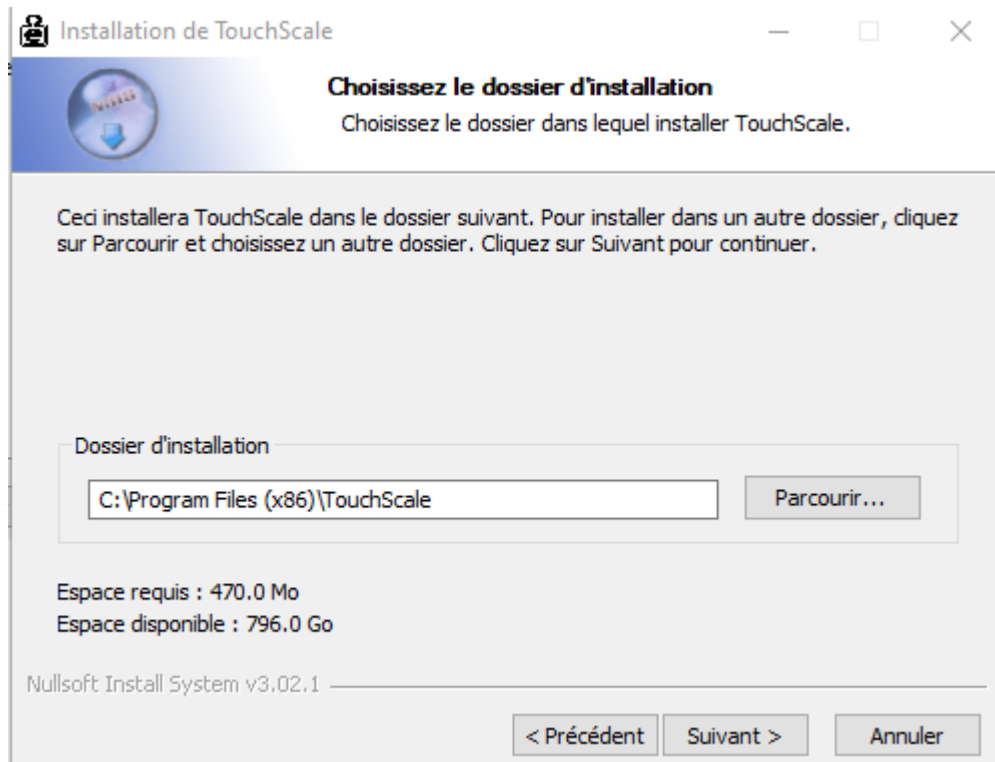 Installation de TouchScale
Choisissez le dossier d'installation
Choisissez le dossier dans lequel installer TouchScale.
Ceci installera TouchScale dans le dossier suivant. Pour installer dans un autre dossier, cliquez
sur Parcourir et choisissez un autre dossier. Cliquez sur Suivant pour continuer.
Dossier d'installation
C:\Program Files (x86)\TouchScale
Parcourir...
Espace requis : 470.0 Mo
Espace disponible : 796.0 Go
Nullsoft Install System v3.02.1
< Précédent
Suivant >
Annuler